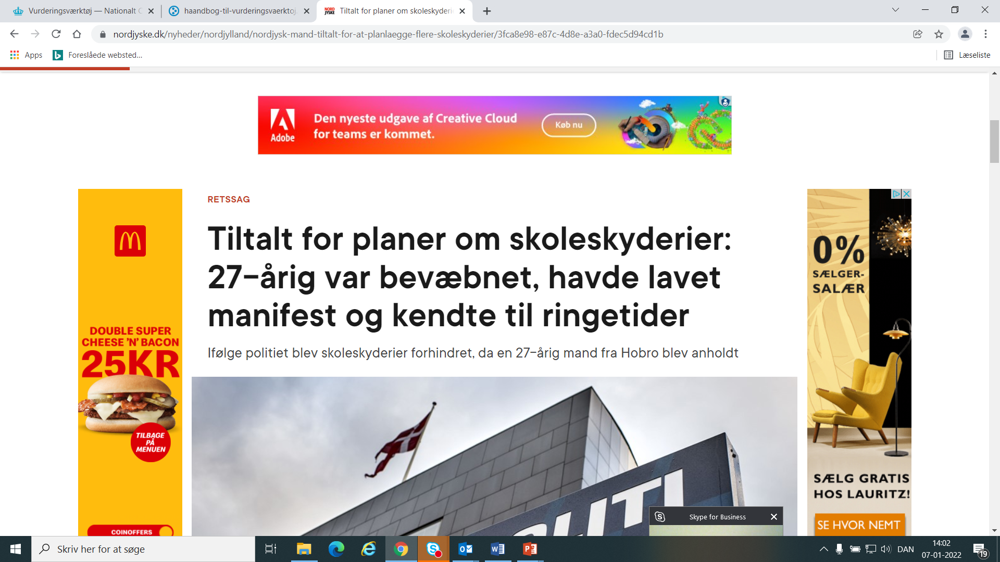 Vurderingsværktøj — Nationalt
haandbog-til-vurderingsvaerktoj.
NORD
JYSKE
Tiltalt for planer om skoleskyderie
nordjyske.dk/nyheder/nordjylland/nordjysk-mand-tiltalt-for-at-planlaegge-flere-skoleskyderier/3fca8e98-e87c-4d8e-a3a0-fdec5d94cd1b
Apps
Foreslåede websted...
Læseliste
Adobe
Den nyeste udgave af Creative Cloud
for teams er kommet.
Køb nu
RETSSAG
Tiltalt for planer om skoleskyderier:
27-årig var bevæbnet, havde lavet
manifest og kendte til ringetider
Ifølge politiet blev skoleskyderier forhindret, da en 27-årig mand fra Hobro blev anholdt
DOUBLE SUPER
CHEESE 'N' BACON
25KR
TILBAGE
PÅ
MENUEN
COINOFFERS
0%
SÆLGER-
SALÆR
SÆLG GRATIS
HOS LAURITZ!
SE HVOR NEMT
OLITI
Skype for Business
Skriv her for at søge
DAN
14:02
07-01-2022
19